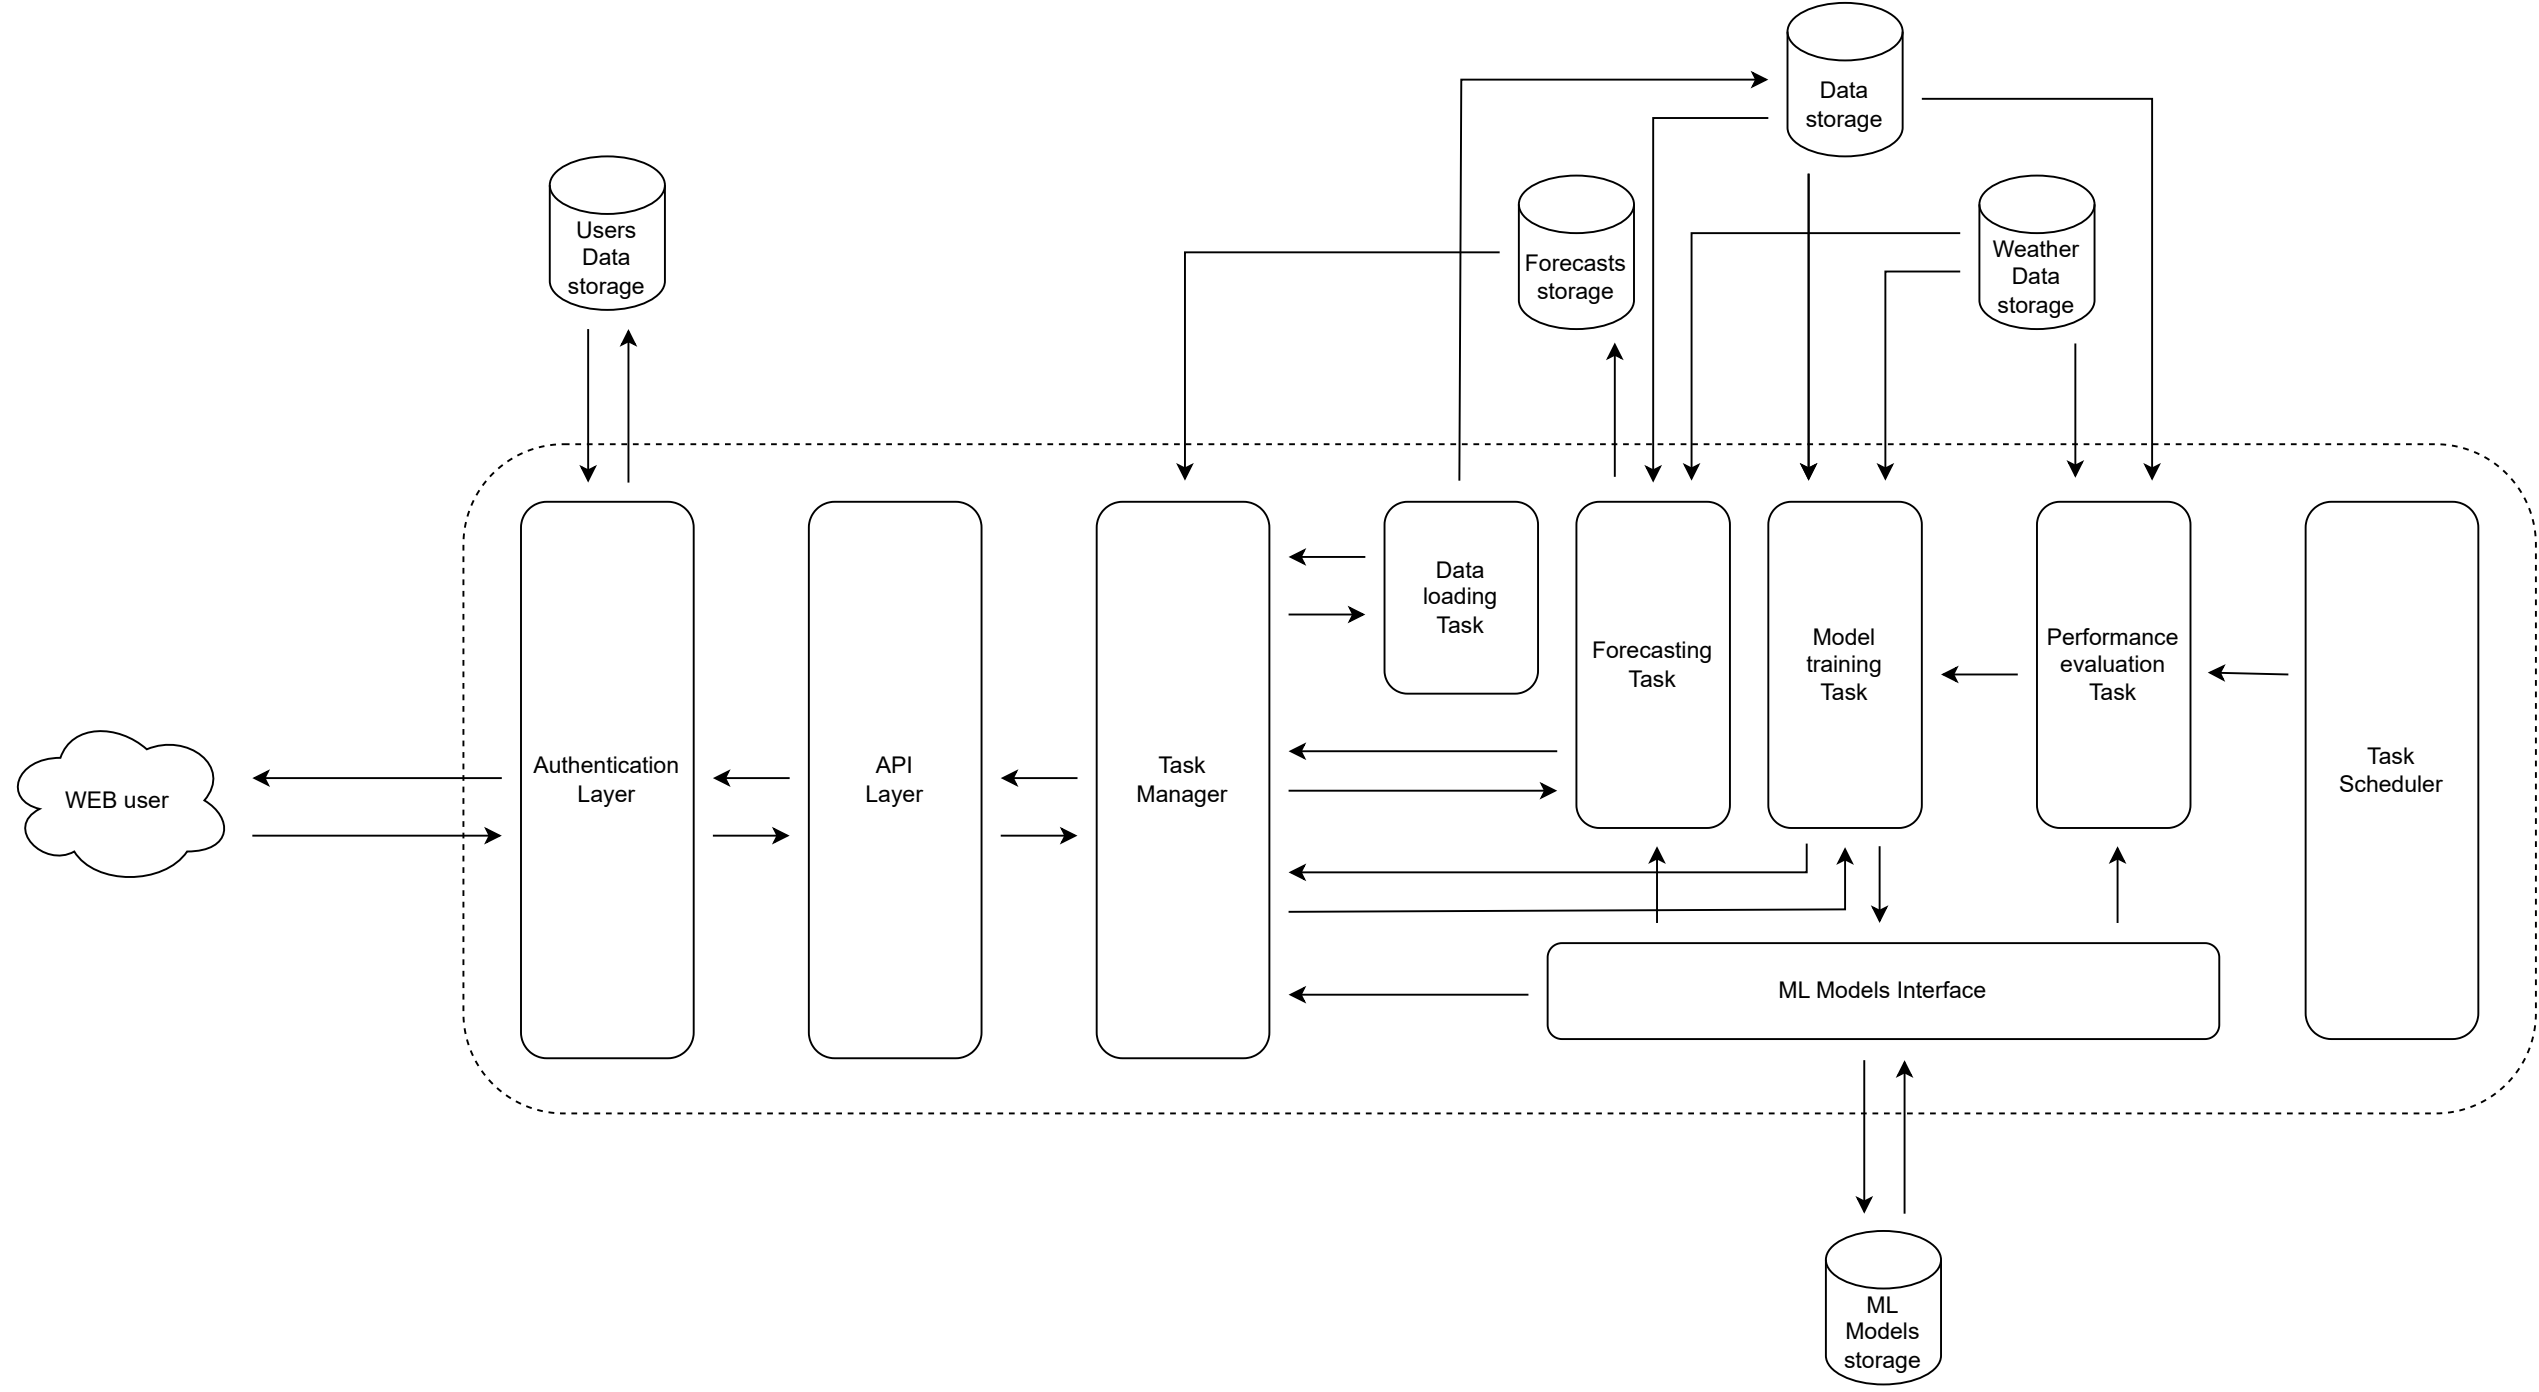 Data
storage
Users
Data
storage
Forecasts
storage
Weather
Data
storage
WEB user
Authentication
Layer
API
Layer
Task
Manager
Data
loading
Task
Forecasting
Task
Model
training
Task
Performance
evaluation
Task
Task
Scheduler
ML Models Interface
ML
Models
storage